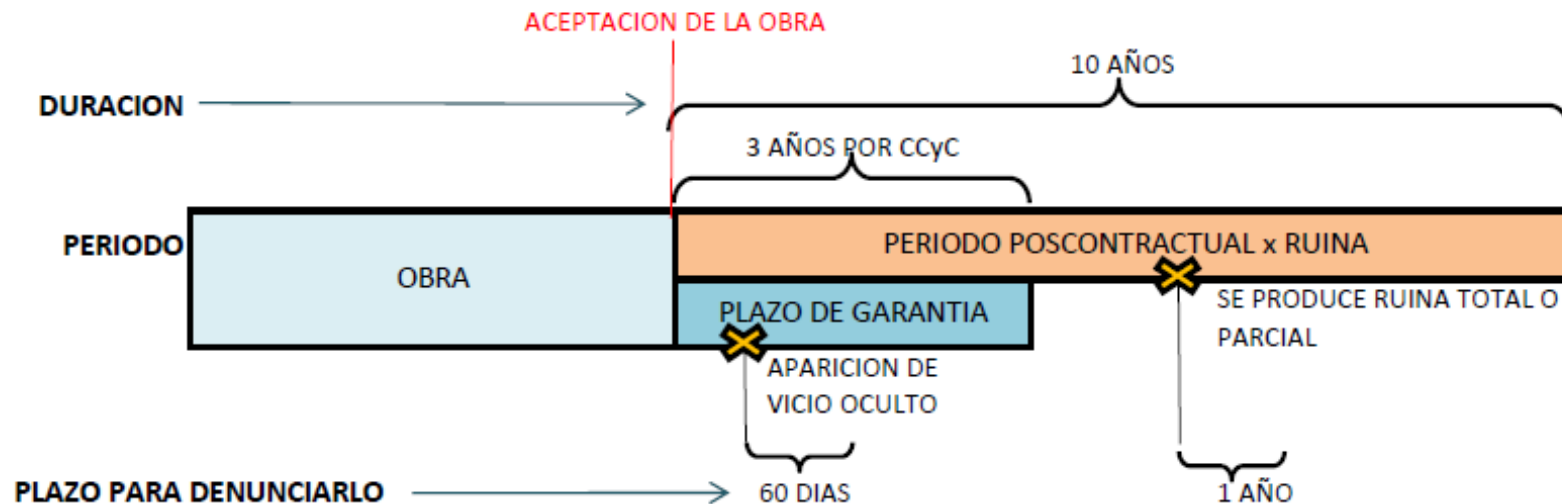 ACEPTACION DE LA OBRA
10 AÑOS
DURACION
3 AÑOS POR CCyC
PERIODO
OBRA
PERIODO POSCONTRACTUAL x RUINA
PLAZO DE GARANTIA
SE PRODUCE RUINA TOTAL O
PARCIAL
APARICION DE
VICIO OCULTO
PLAZO PARA DENUNCIARLO
60 DIAS
1 AÑO